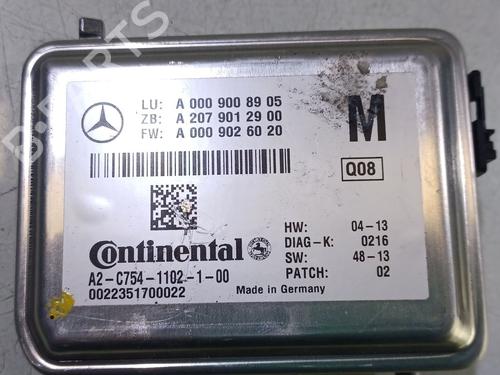 LU: A 000 900 89 05
ZB: A 207 901 29 00
FW: A 000 902 60 20
M
Q08
Continental
A2-C754-1102-1-00
0022351700022
HW: 04-13
DIAG-K: 0216
SW: 48-13
PATCH: 02
Made in Germany
B-PARTS